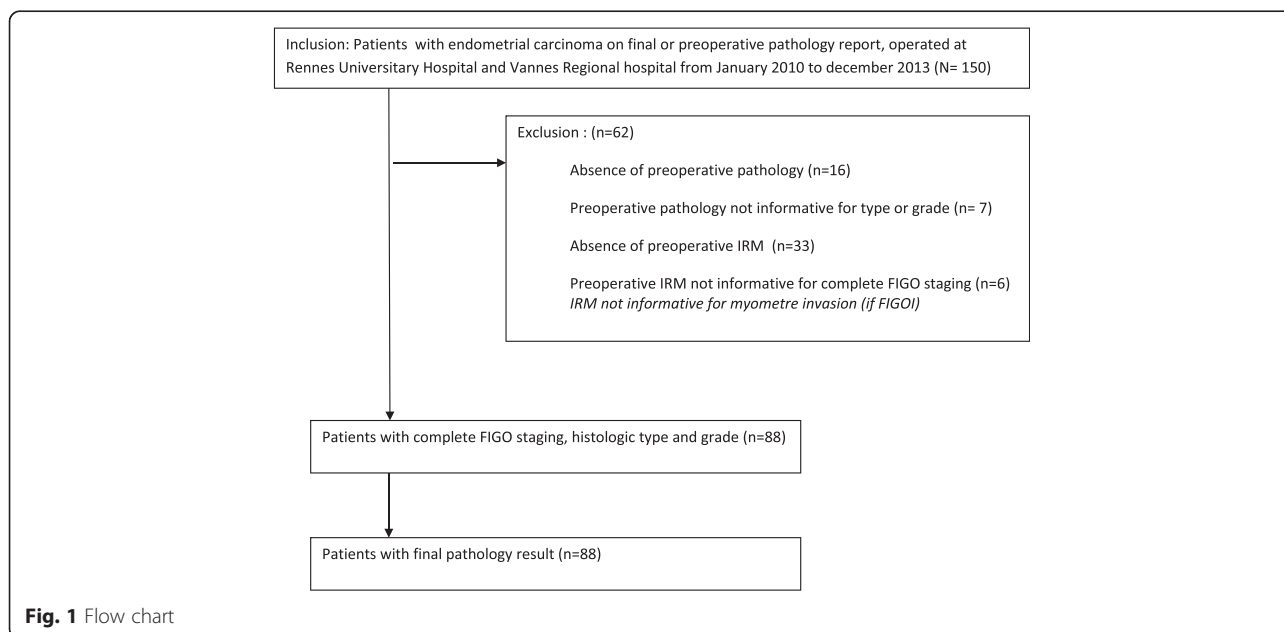 Inclusion: Patients with endometrial carcinoma on final or preoperative pathology report, operated at
Rennes Universitary Hospital and Vannes Regional hospital from January 2010 to december 2013 (N= 150)
Exclusion : (n=62)
Absence of preoperative pathology (n=16)
Preoperative pathology not informative for type or grade (n= 7)
Absence of preoperative IRM (n=33)
Preoperative IRM not informative for complete FIGO staging (n=6)
IRM not informative for myometre invasion (if FIGOI)
Patients with complete FIGO staging, histologic type and grade (n=88)
Patients with final pathology result (n=88)
Fig. 1 Flow chart